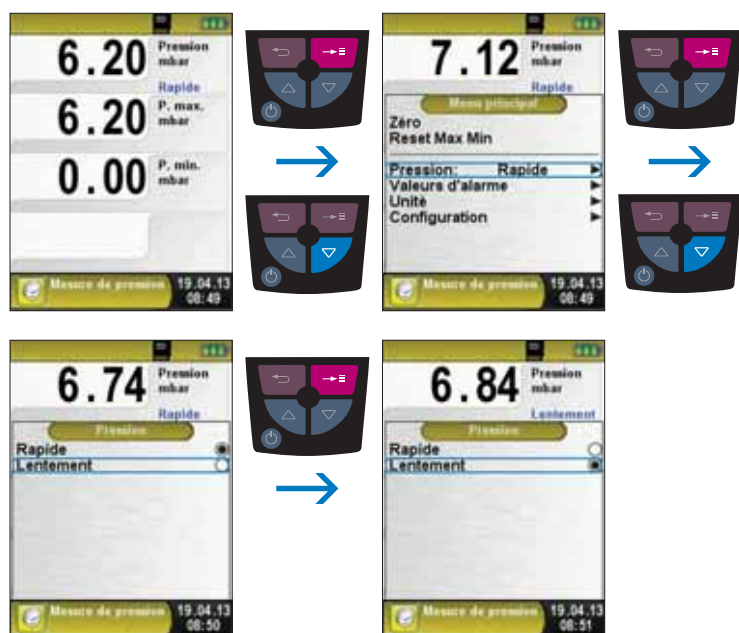 6.20 Pression
mbar
Rapide
6.20 P. max.
mbar
0.00 P. min.
mbar
Mesure de pression 19.04.13
08:49
7.12 Pression
mbar
Rapide
Menu principal
Zéro
Reset Max Min
Pression: Rapide
Valeurs d'alarme
Unité
Configuration
Mesure de pression 19.04.13
08:49
6.74 Pression
mbar
Rapide
Pression
Rapide
Lentement
Mesure de pression 19.04.13
08:50
6.84 Pression
mbar
Lentement
Pression
Rapide
Lentement
Mesure de pression 19.04.13
08:51